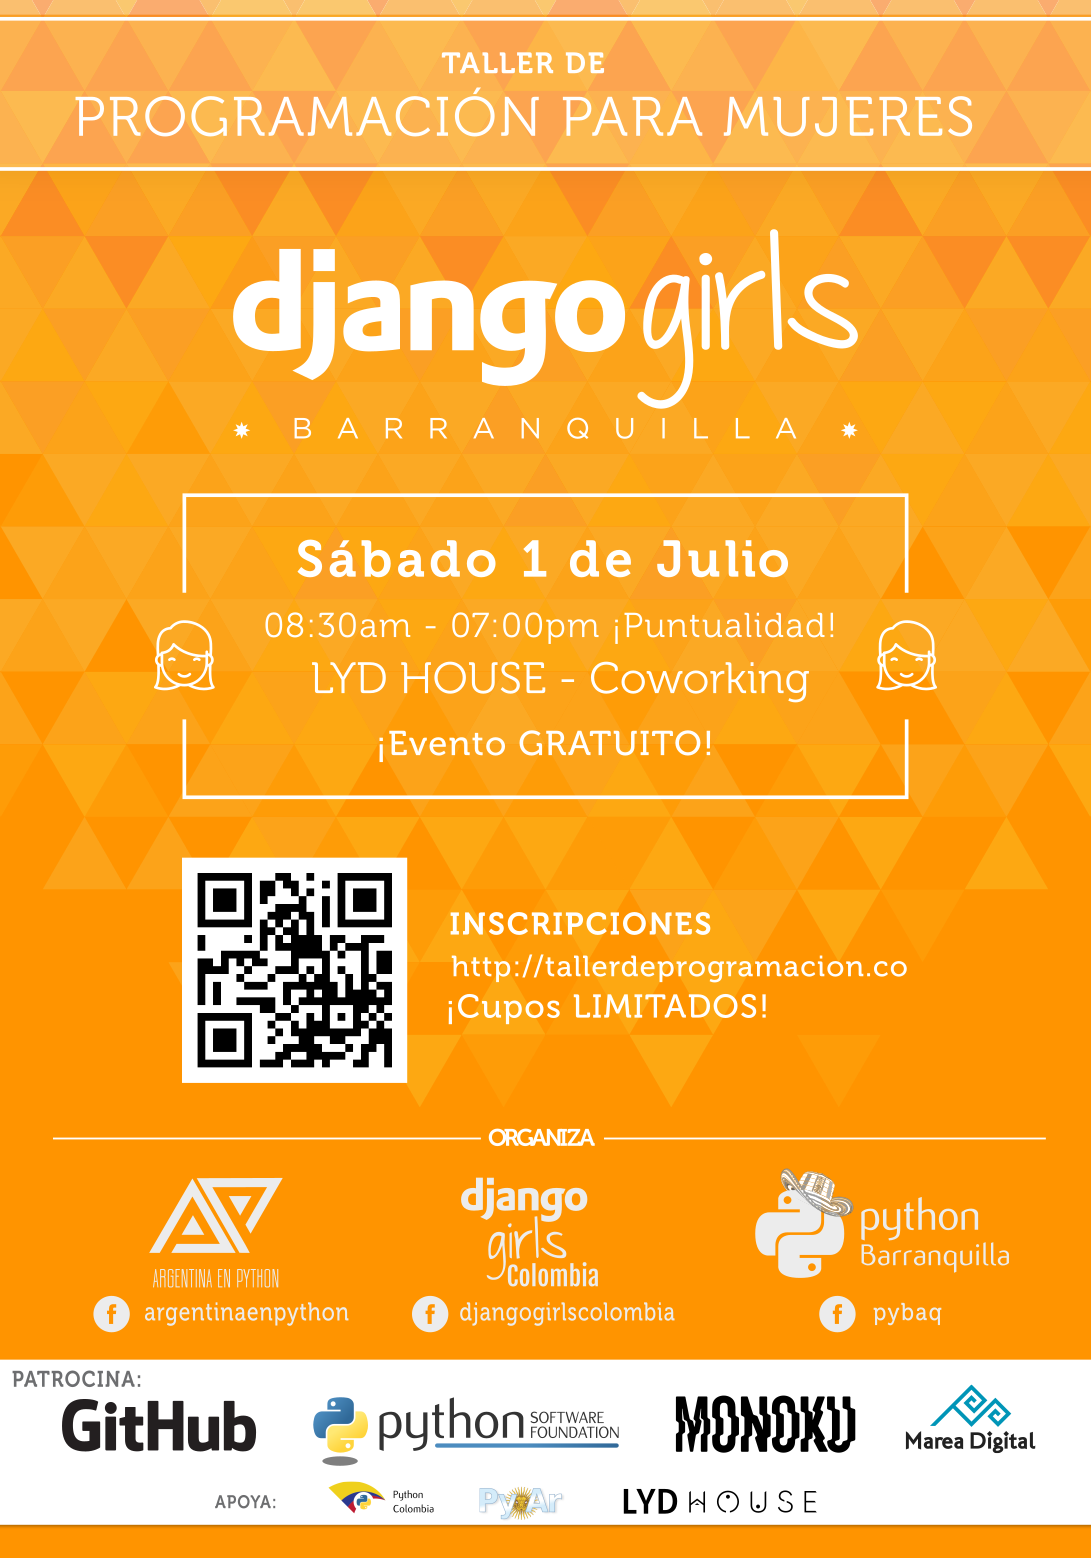 TALLER DE
PROGRAMACIÓN PARA MUJERES
django girls
BARRANQUILLA
Sábado 1 de Julio
08:30am - 07:00pm ¡Puntualidad!
LYD HOUSE - Coworking
¡Evento GRATUITO!
INSCRIPCIONES
http://tallerdeprogramacion.co
¡Cupos LIMITADOS!
ORGANIZA
ARGENTINA EN PYTHON
argentinaenpython
django
girls
Colombia
djangogirlscolombia
python
Barranquilla
pybaq
PATROCINA:
GitHub
python SOFTWARE
FOUNDATION
MONOKU
Marea Digital
APOYA:
Python
Colombia
PyAr
LYD HOUSE